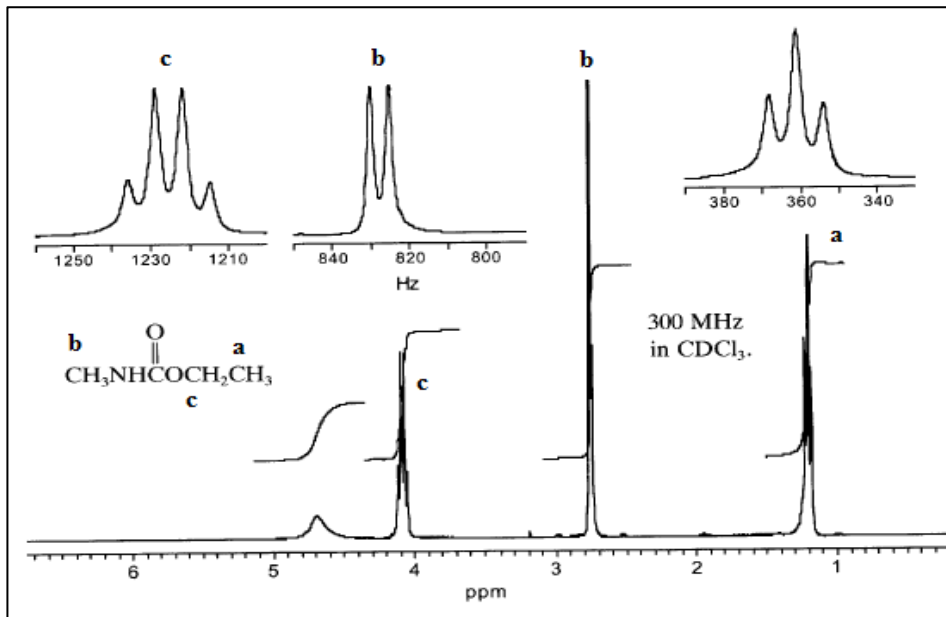 c
b
b
1250
1230
1210
840
820
800
Hz
380
360
340
a
b
O
a
CH₃NHCOCH₂CH₃
c
300 MHz
in CDCl₃.
c
6
5
4
3
2
1
ppm